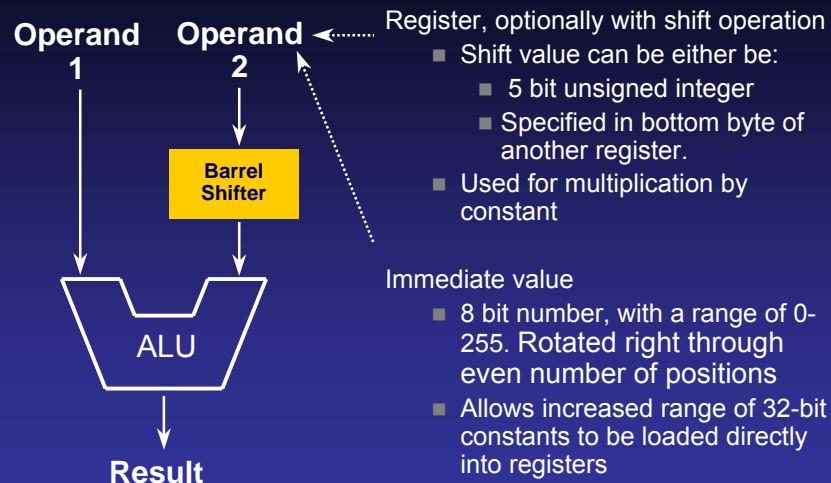 Operand
1
Operand
2
Barrel
Shifter
ALU
Result
Register, optionally with shift operation
■ Shift value can be either be:
■ 5 bit unsigned integer
■ Specified in bottom byte of
another register.
■ Used for multiplication by
constant
Immediate value
■ 8 bit number, with a range of 0-
255. Rotated right through
even number of positions
■ Allows increased range of 32-bit
constants to be loaded directly
into registers